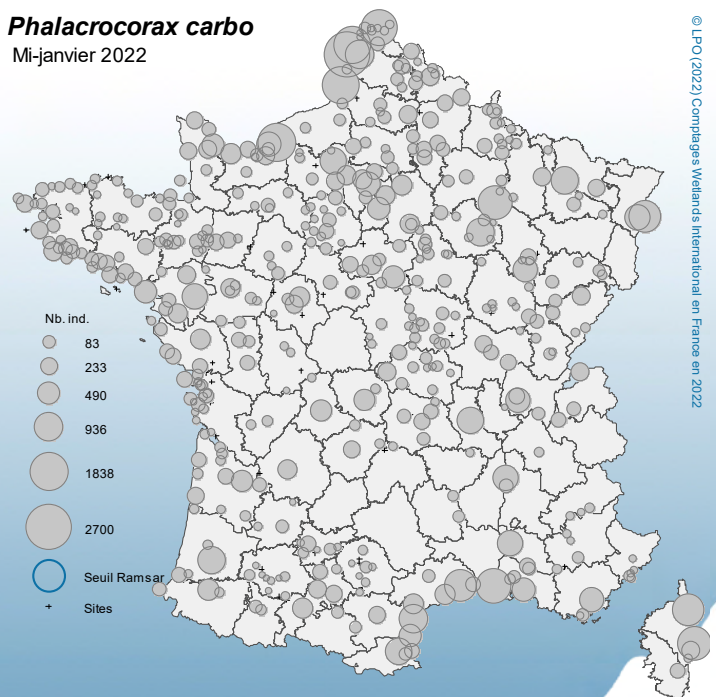 Phalacrocorax carbo
Mi-janvier 2022
© LPO (2022) Comptages Wetlands International en France en 2022
Nb. ind.
83
233
490
936
1838
2700
Seuil Ramsar
Sites